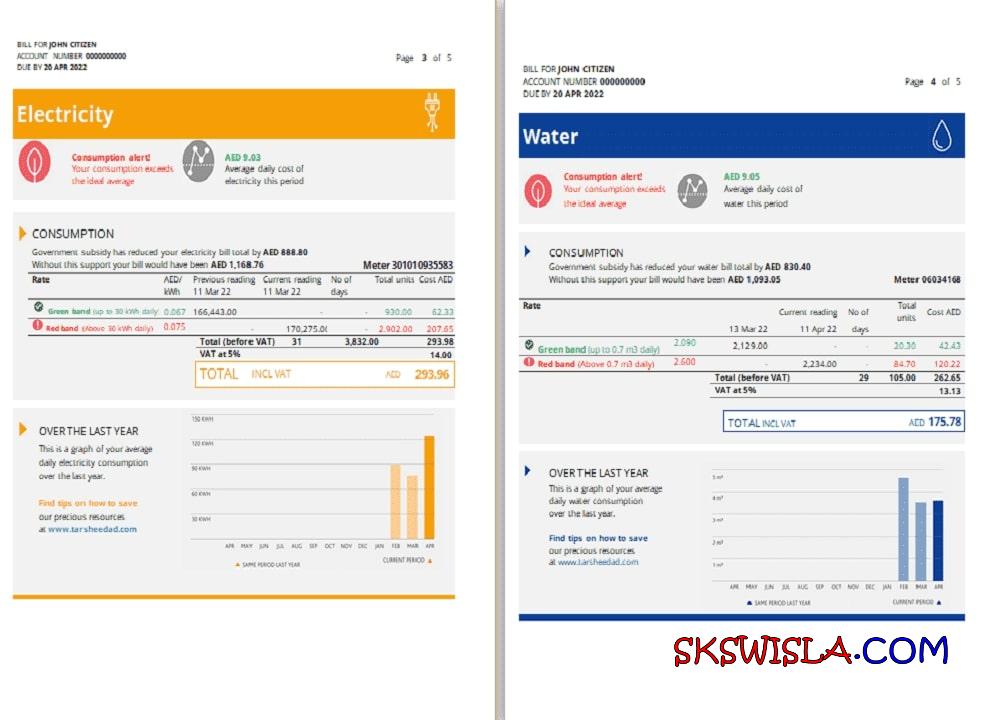 BILL FOR JOHN CITIZEN
ACCOUNT NUMBER 0000000000
DUE BY 20 APR 2022
Page 3 of 5
Electricity
Consumption alert!
Your consumption exceeds
the ideal average
AED 9.03
Average daily cost of
electricity this period
CONSUMPTION
Government subsidy has reduced your electricity bill total by AED 888.80
Without this support your bill would have been AED 1,168.76
Meter 301010935583
Rate AED/ Previous reading Current reading No of Total units Cost AED
kWh 11 Mar 22 11 Mar 22 days
Green band (up to 30 kWh daily 0.067 166,443.00 - - 930.00 62.33
Red band (Above 30 kWh daily) 0.075 - 170,275.0( - 2.902.00 207.65
Total (before VAT) 31 3,832.00 293.98
VAT at 5% 14.00
TOTAL INCL VAT AED 293.96
OVER THE LAST YEAR
This is a graph of your average
daily electricity consumption
over the last year.
Find tips on how to save
our precious resources
at www.tarsheedad.com
150 KWH
120 KWH
90 KWH
60 KWH
30 KWH
APR MAY JUN JUL AUG SEP OCT NOV DEC JAN FEB MAR APR
SAME PERIOD LAST YEAR CURRENT PERIOD
BILL FOR JOHN CITIZEN
ACCOUNT NUMBER 000000000
DUE BY 20 APR 2022
Page 4 of 5
Water
Consumption alert!
Your consumption exceeds
the ideal average
AED 9.05
Average daily cost of
water this period
CONSUMPTION
Government subsidy has reduced your water bill total by AED 830.40
Without this support your bill would have been AED 1,093.05
Meter 06034168
Rate Current reading No of Total units Cost AED
13 Mar 22 11 Apr 22 days
Green band (up to 0.7 m3 daily) 2.090 2,129.00 - - 20.30 42.43
Red band (Above 0.7 m3 daily) 2.600 - 2,234.00 - 84.70 120.22
Total (before VAT) 29 105.00 262.65
VAT at 5% 13.13
TOTAL INCL VAT AED 175.78
OVER THE LAST YEAR
This is a graph of your average
daily water consumption
over the last year.
Find tips on how to save
our precious resources
at www.tarsheedad.com
5 m³
4 m³
3 m³
2 m³
1 m³
APR MAY JUN JUL AUG SEP OCT NOV DEC JAN FEB MAR APR
SAME PERIOD LAST YEAR CURRENT PERIOD
SKSWISLA.COM